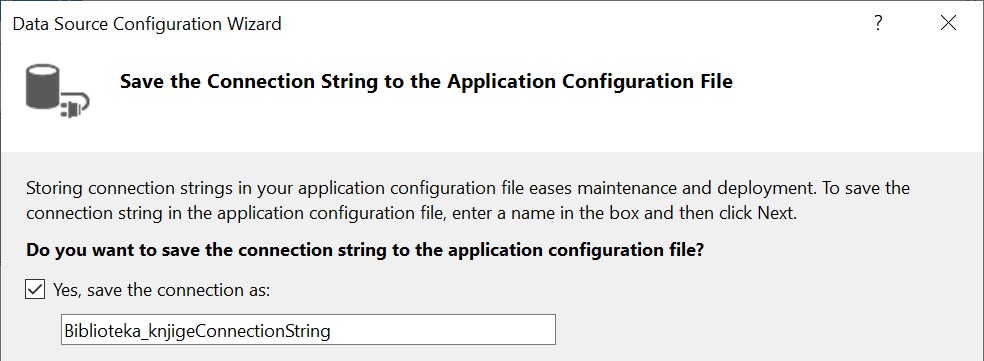 Data Source Configuration Wizard
?
Save the Connection String to the Application Configuration File
Storing connection strings in your application configuration file eases maintenance and deployment. To save the
connection string in the application configuration file, enter a name in the box and then click Next.
Do you want to save the connection string to the application configuration file?
Yes, save the connection as:
Biblioteka_knjigeConnectionString